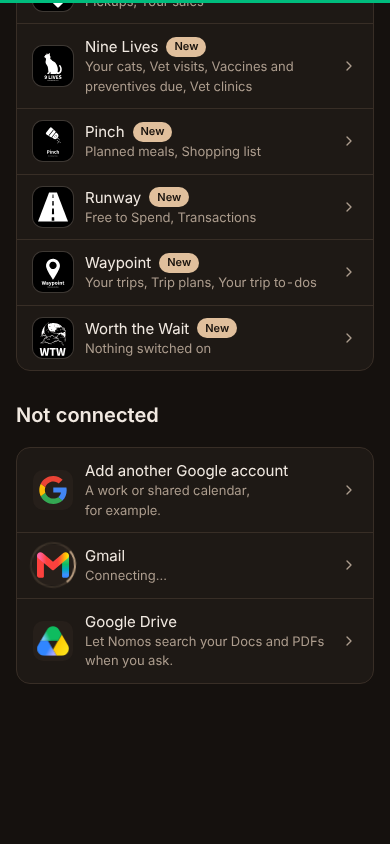 Pickups, Your sales
Nine Lives New
Your cats, Vet visits, Vaccines and
preventives due, Vet clinics
9 LIVES
Pinch New
Planned meals, Shopping list
Pinch
Runway New
Free to Spend, Transactions
Waypoint New
Your trips, Trip plans, Your trip to-dos
Waypoint
Worth the Wait New
Nothing switched on
WTW
Not connected
Add another Google account
A work or shared calendar,
for example.
Gmail
Connecting...
Google Drive
Let Nomos search your Docs and PDFs
when you ask.